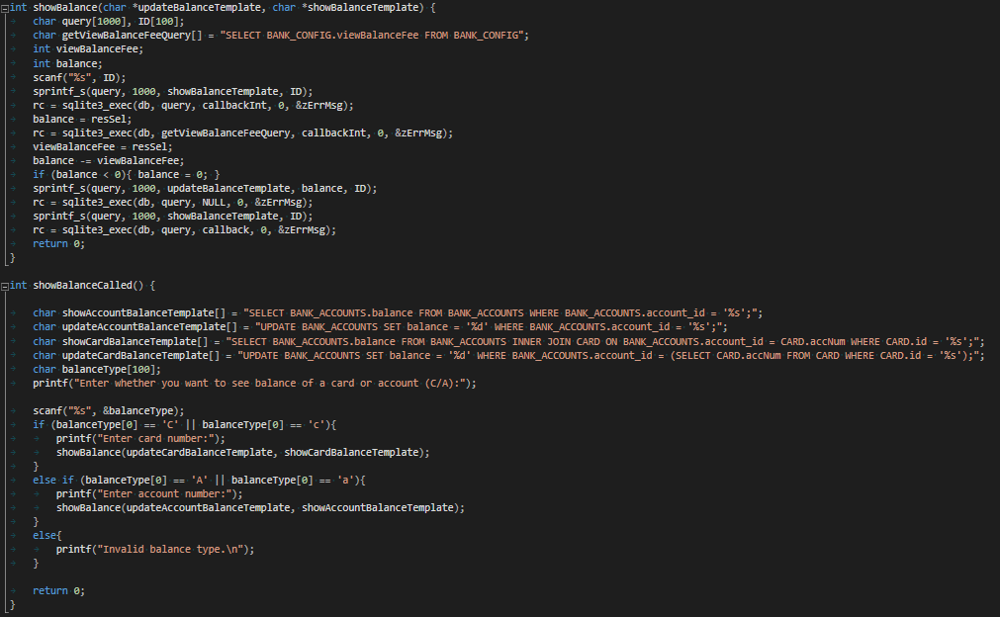 int showBalance(char *updateBalanceTemplate, char *showBalanceTemplate) {
char query[1000], ID[100];
char getViewBalanceFeeQuery[] = "SELECT BANK_CONFIG.viewBalanceFee FROM BANK_CONFIG";
int viewBalanceFee;
int balance;
scanf("%s", ID);
sprintf_s(query, 1000, showBalanceTemplate, ID);
rc = sqlite3_exec(db, query, callbackInt, 0, &zErrMsg);
balance = resSel;
rc = sqlite3_exec(db, getViewBalanceFeeQuery, callbackInt, 0, &zErrMsg);
viewBalanceFee = resSel;
balance -= viewBalanceFee;
if (balance < 0){ balance = 0; }
sprintf_s(query, 1000, updateBalanceTemplate, balance, ID);
rc = sqlite3_exec(db, query, NULL, 0, &zErrMsg);
sprintf_s(query, 1000, showBalanceTemplate, ID);
rc = sqlite3_exec(db, query, callback, 0, &zErrMsg);
return 0;
}
int showBalanceCalled() {
char showAccountBalanceTemplate[] = "SELECT BANK_ACCOUNTS.balance FROM BANK_ACCOUNTS WHERE BANK_ACCOUNTS.account_id = '%s';";
char updateAccountBalanceTemplate[] = "UPDATE BANK_ACCOUNTS SET balance = '%d' WHERE BANK_ACCOUNTS.account_id = '%s';";
char showCardBalanceTemplate[] = "SELECT BANK_ACCOUNTS.balance FROM BANK_ACCOUNTS INNER JOIN CARD ON BANK_ACCOUNTS.account_id = CARD.accNum WHERE CARD.id = '%s';";
char updateCardBalanceTemplate[] = "UPDATE BANK_ACCOUNTS SET balance = '%d' WHERE BANK_ACCOUNTS.account_id = (SELECT CARD.accNum FROM CARD WHERE CARD.id = '%s');";
char balanceType[100];
printf("Enter whether you want to see balance of a card or account (C/A):");
scanf("%s", &balanceType);
if (balanceType[0] == 'C' || balanceType[0] == 'c'){
printf("Enter card number:");
showBalance(updateCardBalanceTemplate, showCardBalanceTemplate);
}
else if (balanceType[0] == 'A' || balanceType[0] == 'a'){
printf("Enter account number:");
showBalance(updateAccountBalanceTemplate, showAccountBalanceTemplate);
}
else{
printf("Invalid balance type.\n");
}
return 0;
}